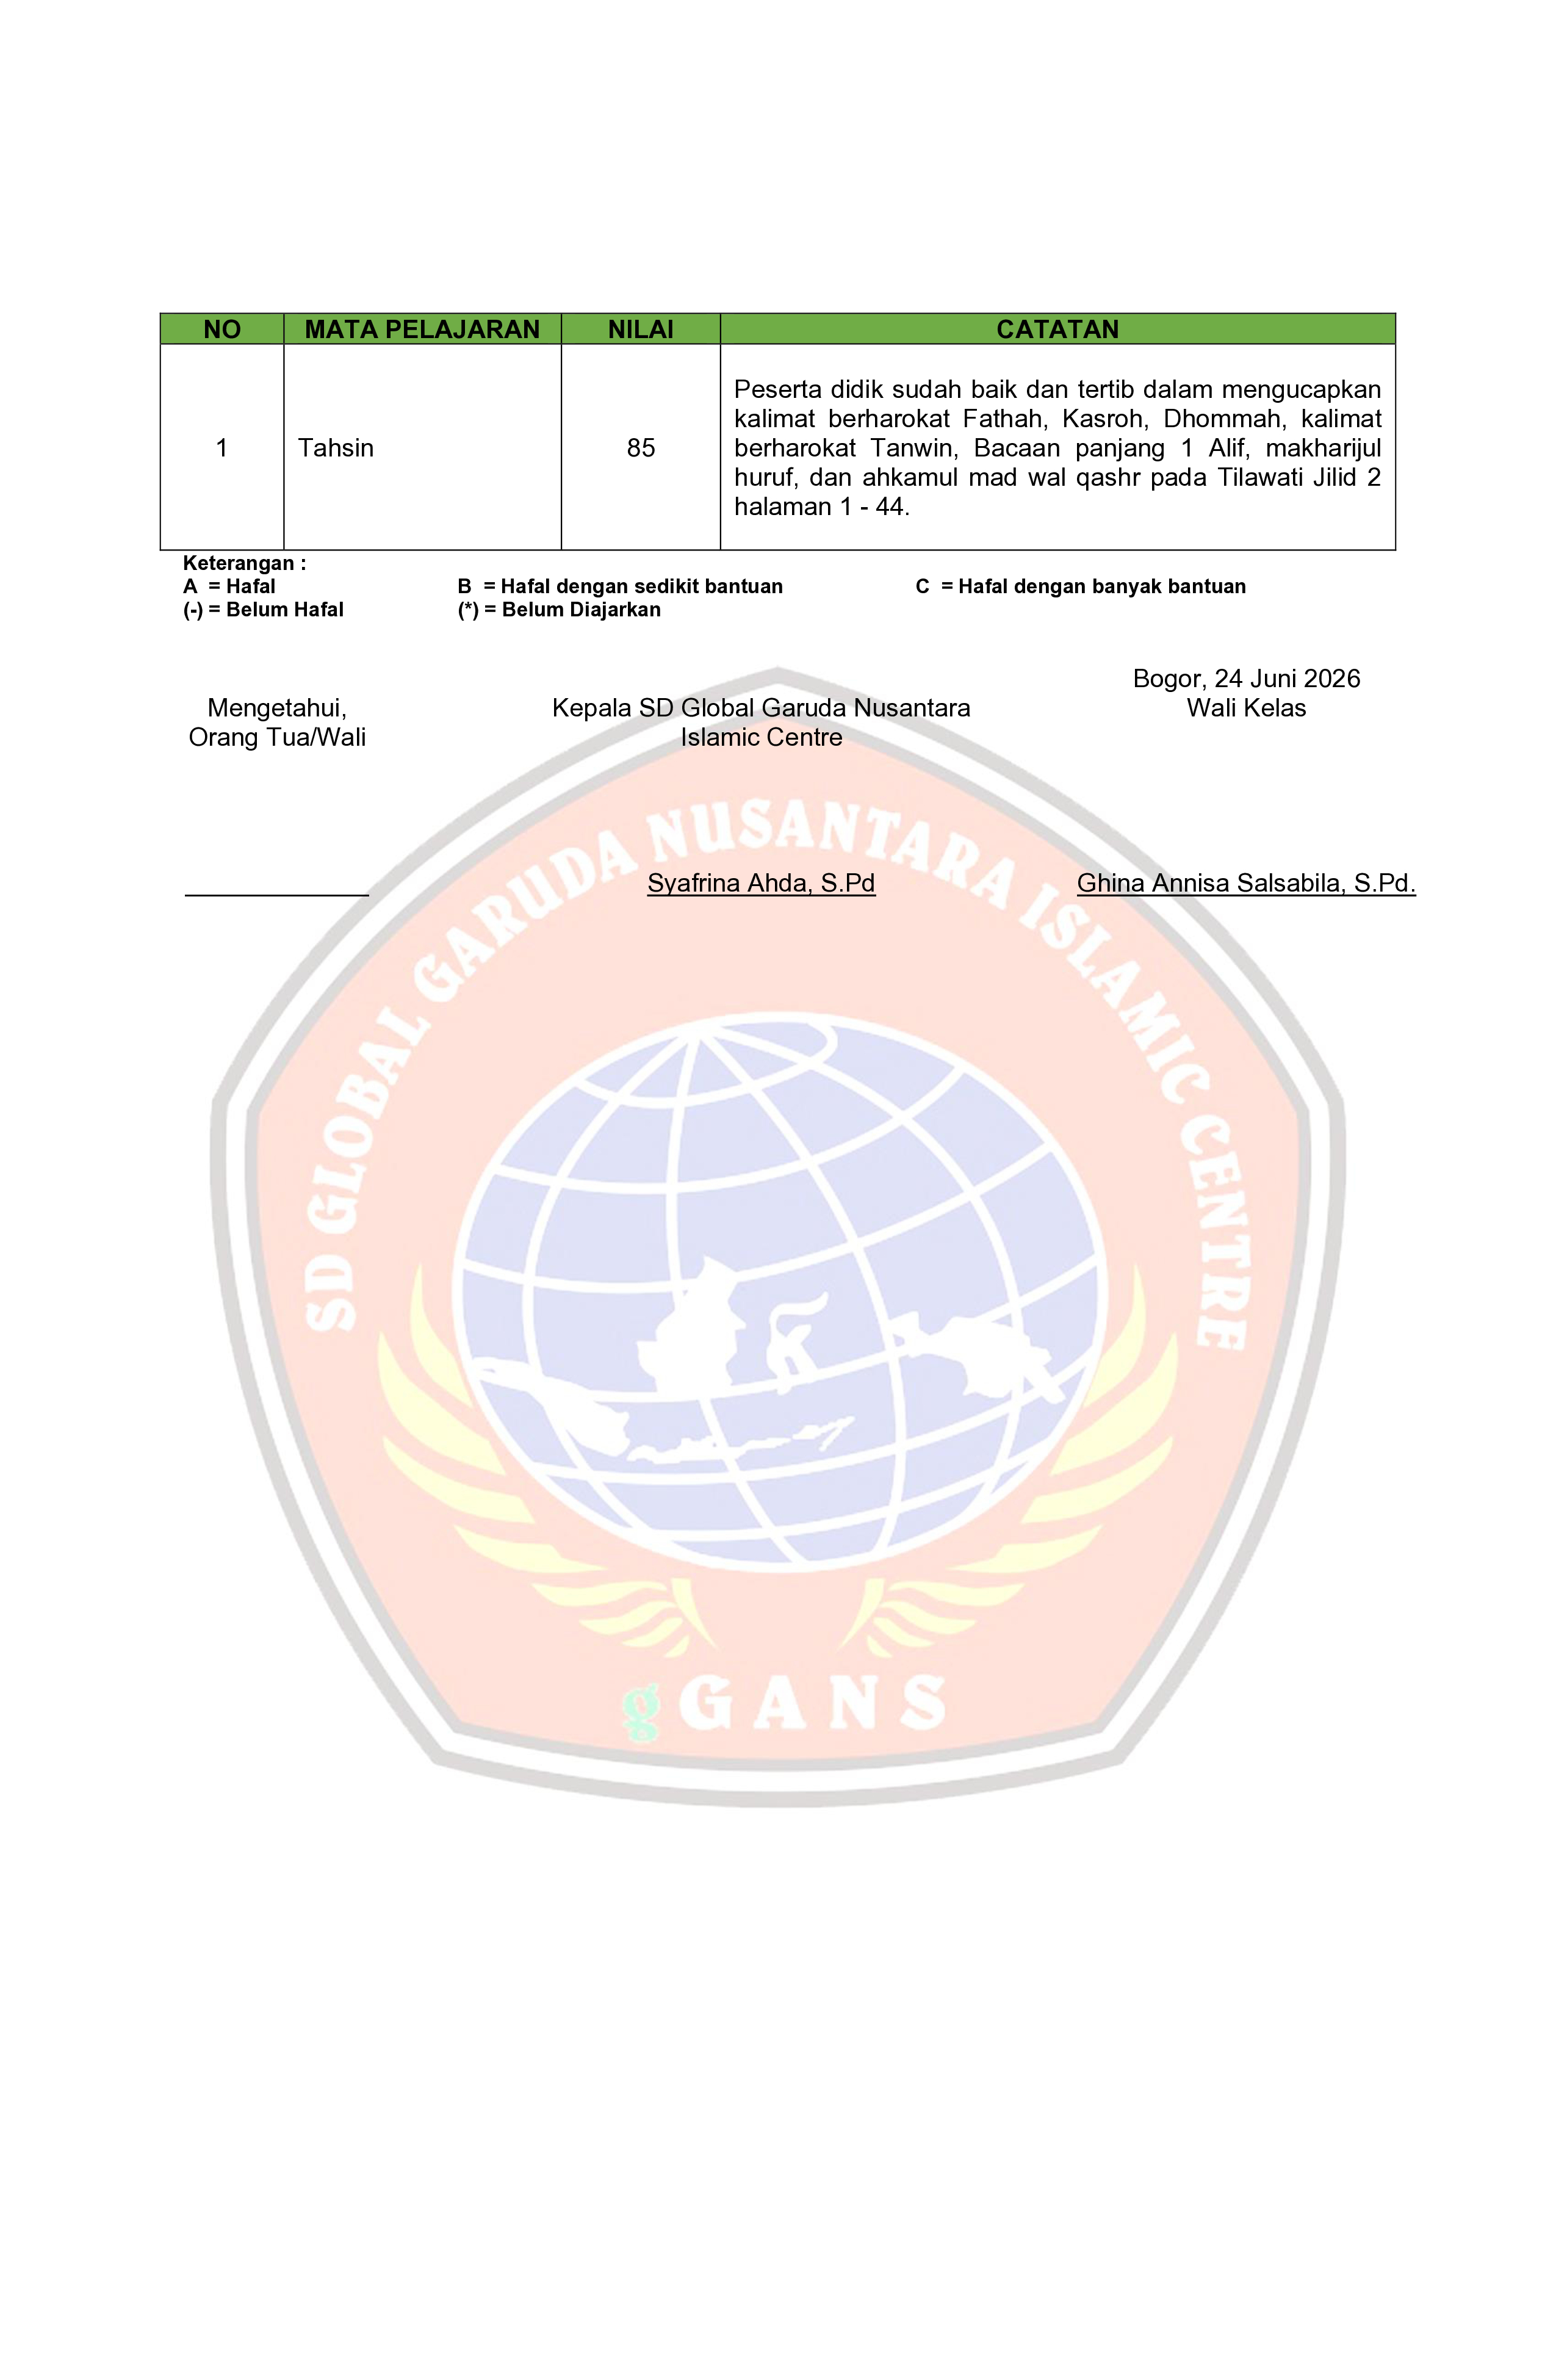 NO MATA PELAJARAN NILAI CATATAN
1 Tahsin 85
Peserta didik sudah baik dan tertib dalam mengucapkan
kalimat berharokat Fathah, Kasroh, Dhommah, kalimat
berharokat Tanwin, Bacaan panjang 1 Alif, makharijul
huruf, dan ahkamul mad wal qashr pada Tilawati Jilid 2
halaman 1 - 44.
Keterangan :
A = Hafal B = Hafal dengan sedikit bantuan C = Hafal dengan banyak bantuan
(-) = Belum Hafal (*) = Belum Diajarkan
Bogor, 24 Juni 2026
Mengetahui, Kepala SD Global Garuda Nusantara Wali Kelas
Orang Tua/Wali Islamic Centre
Syafrina Ahda, S.Pd Ghina Annisa Salsabila, S.Pd.
SD GLOBAL GARUDA NUSANTARA ISLAMIC CENTRE
g GANS